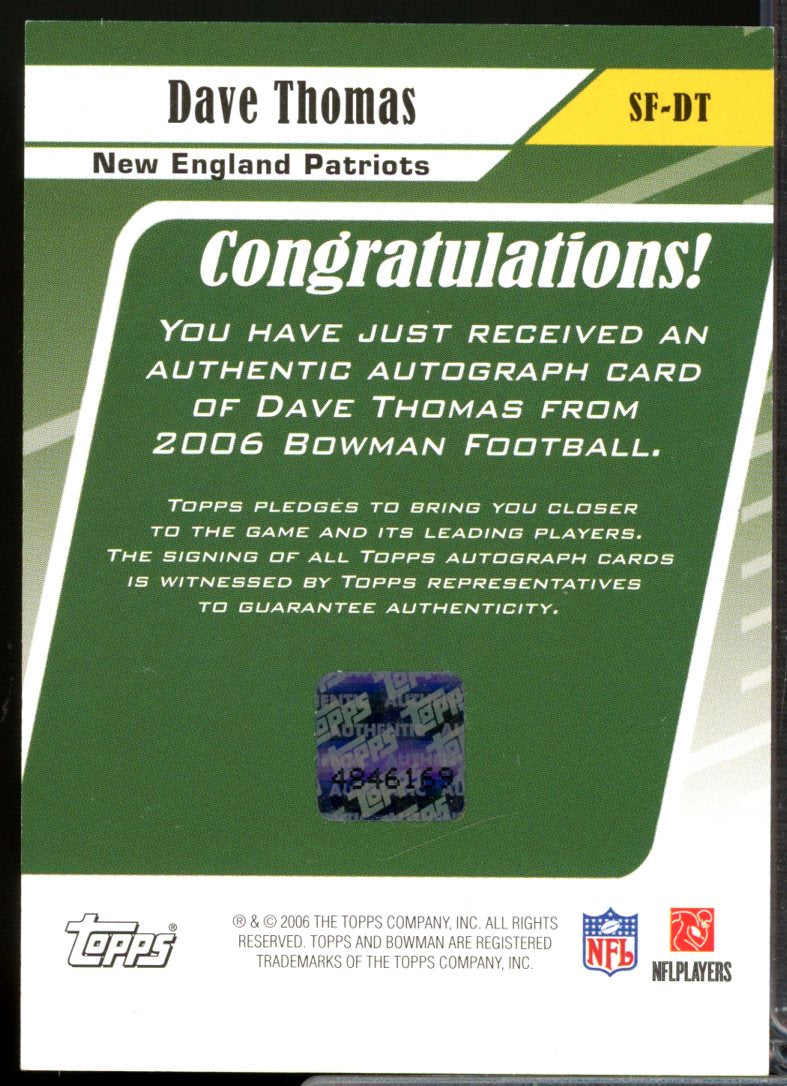 Dave Thomas
SF-DT
New England Patriots
Congratulations!
YOU HAVE JUST RECEIVED AN
AUTHENTIC AUTOGRAPH CARD
OF DAVE THOMAS FROM
2006 BOWMAN FOOTBALL.
TOPPS PLEDGES TO BRING YOU CLOSER
TO THE GAME AND ITS LEADING PLAYERS.
THE SIGNING OF ALL TOPPS AUTOGRAPH CARDS
IS WITNESSED BY TOPPS REPRESENTATIVES
TO GUARANTEE AUTHENTICITY.
4846169
Topps®
® & © 2006 THE TOPPS COMPANY, INC. ALL RIGHTS
RESERVED. TOPPS AND BOWMAN ARE REGISTERED
TRADEMARKS OF THE TOPPS COMPANY, INC.
NFL
NFLPLAYERS